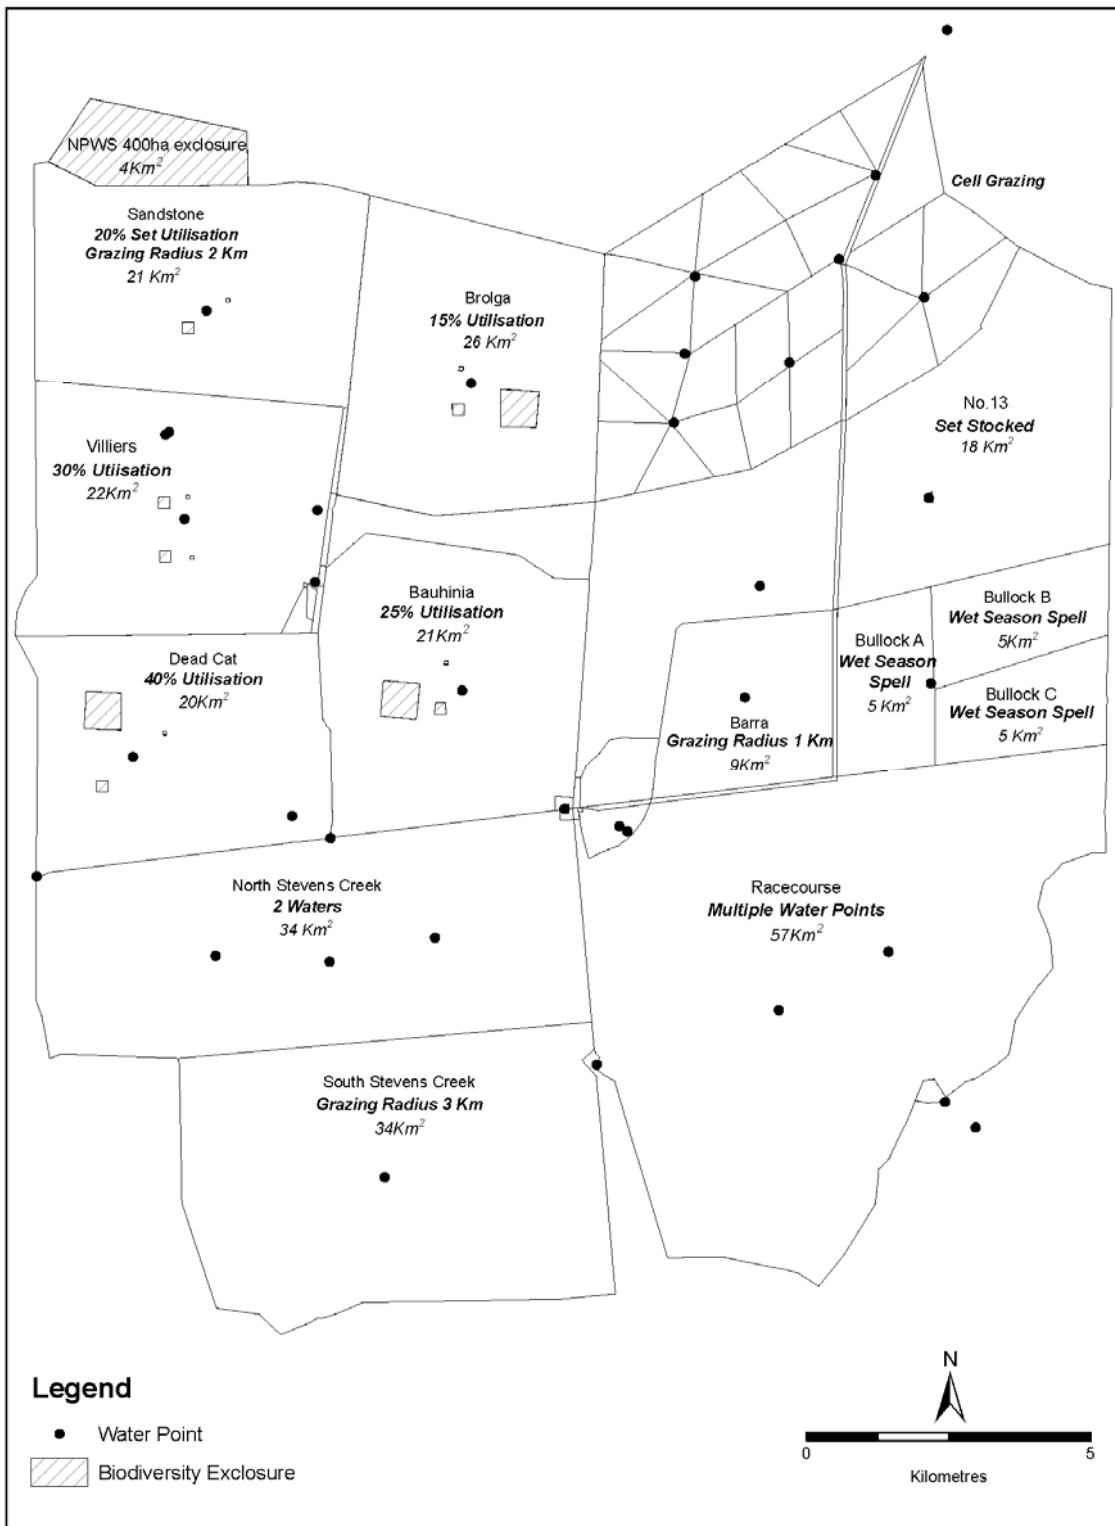 NPWS 400ha exclosure
4Km²
Cell Grazing
Sandstone
20% Set Utilisation
Grazing Radius 2 Km
21 Km²
Brolga
15% Utilisation
26 Km²
No.13
Set Stocked
18 Km²
Villiers
30% Utiisation
22Km²
Bauhinia
25% Utilisation
21Km²
Bullock B
Wet Season Spell
5Km²
Bullock A
Wet Season
Spell
5 Km²
Dead Cat
40% Utilisation
20Km²
Bullock C
Wet Season Spell
5 Km²
Barra
Grazing Radius 1 Km
9Km²
North Stevens Creek
2 Waters
34 Km²
Racecourse
Multiple Water Points
57Km²
South Stevens Creek
Grazing Radius 3 Km
34Km²
Legend
Water Point
Biodiversity Exclosure
N
0 5
Kilometres